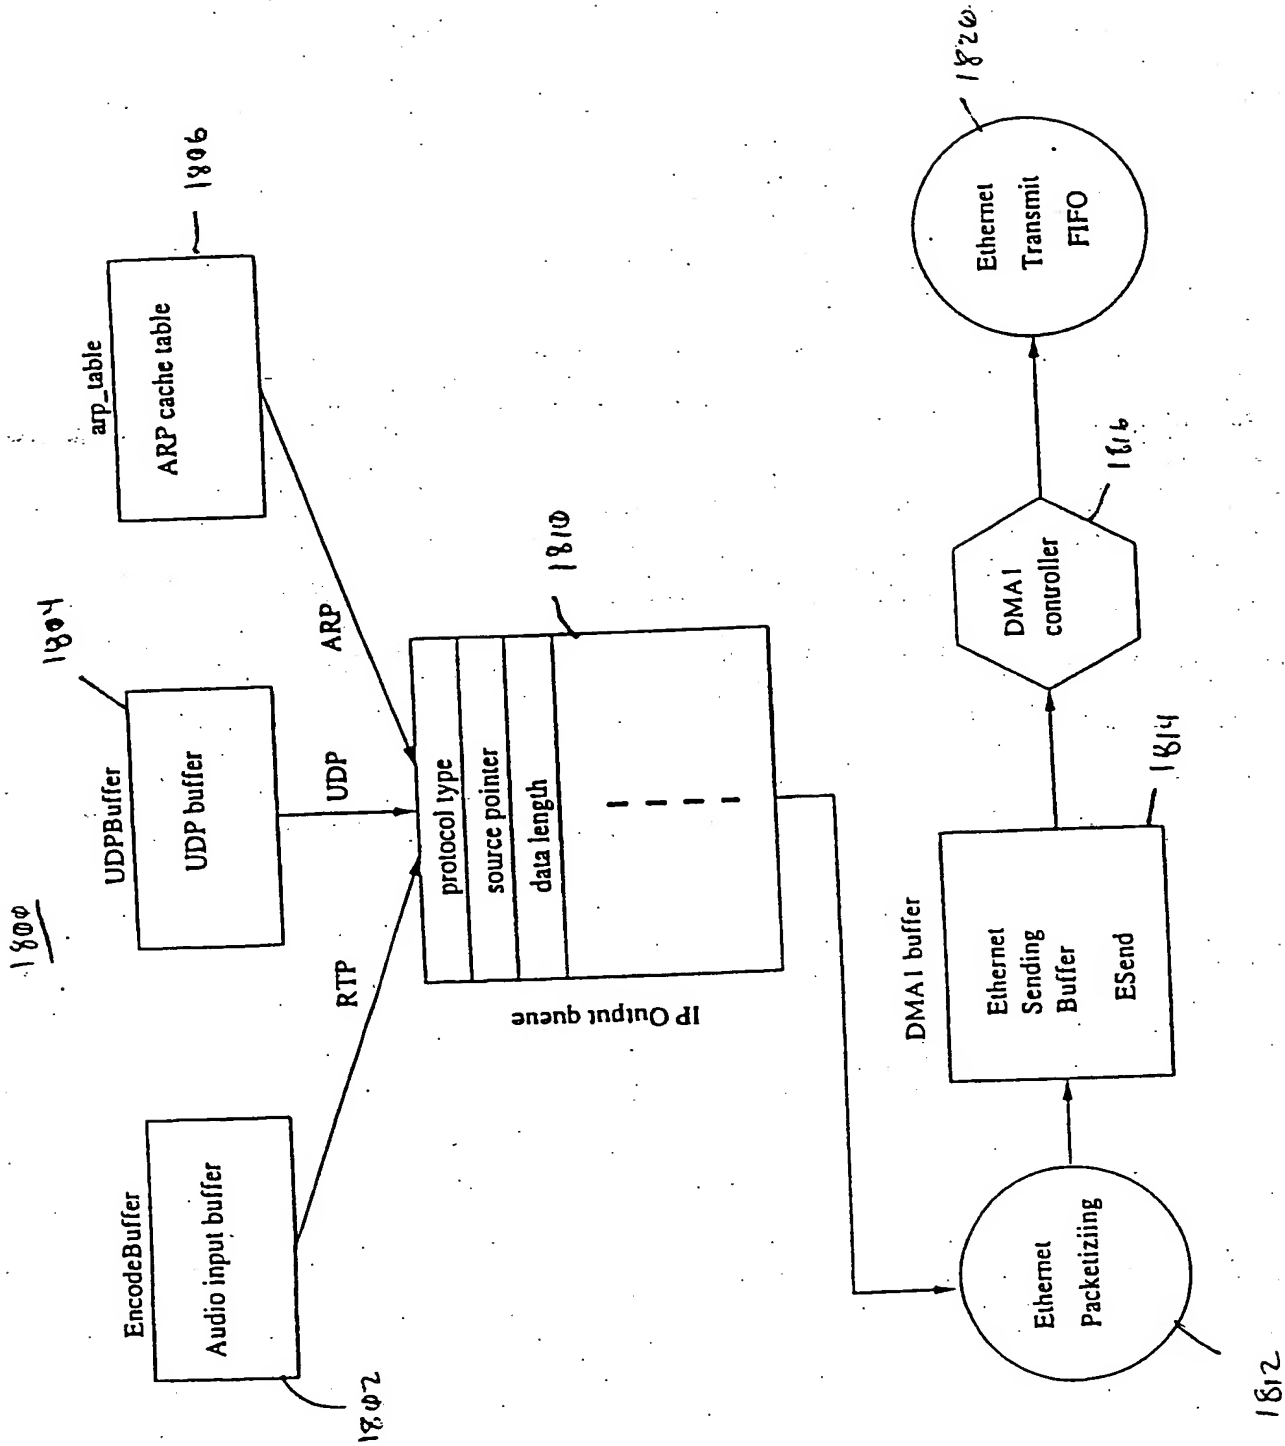 1800
EncodeBuffer
Audio input buffer
1802
UDPBuffer
UDP buffer
1804
arp_table
ARP cache table
1806
RTP
UDP
ARP
IP Output queue
protocol type
source pointer
data length
1810
Ethernet
Packetiziing
1812
DMA1 buffer
Ethernet
Sending
Buffer
ESend
1814
DMA1
controller
1816
Ethernet
Transmit
FIFO
1820